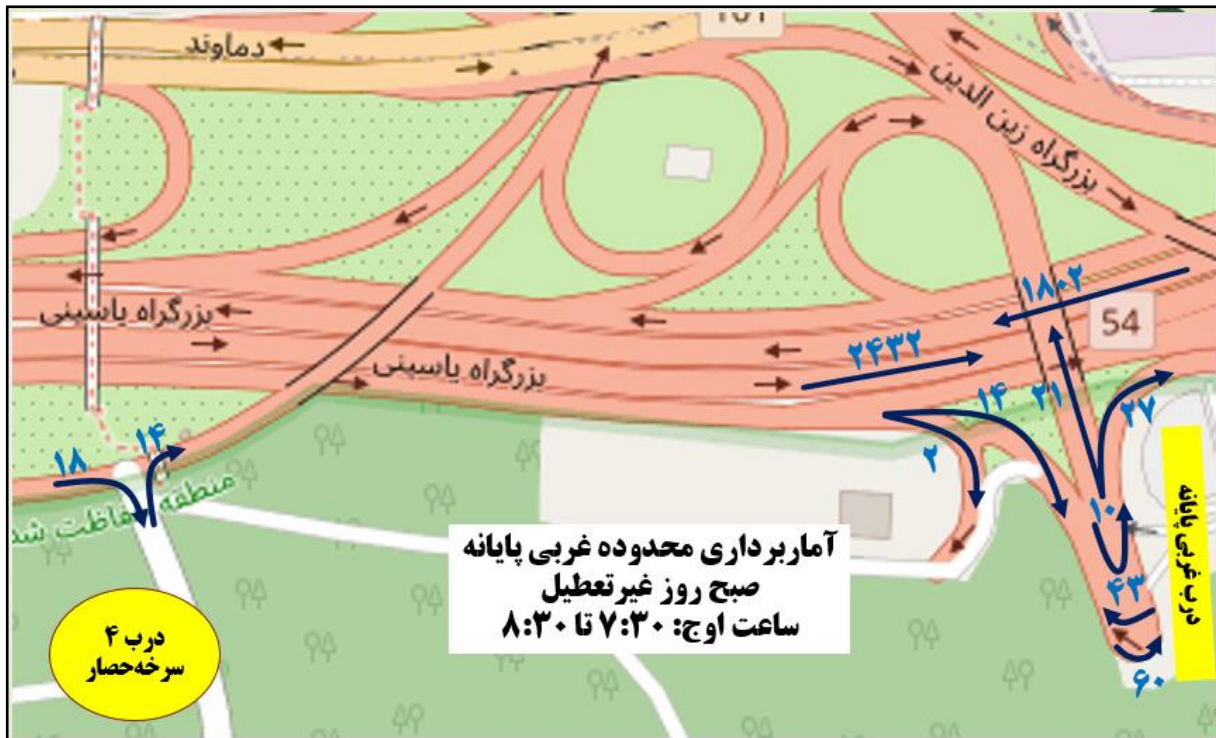 دماوند
بزرگراه زین الدین
بزرگراه یاسینی
بزرگراه یاسینی
54
۱۸۰۲
۲۴۳۲
۱۴
۲۱
۲۷
۲
۱۸
۱۴
۱۰
۴۳
۶۰
درب غربی پایانه
آماربرداری محدوده غربی پایانه
صبح روز غیرتعطیل
ساعت اوج: ۷:۳۰ تا ۸:۳۰
درب ۴
سرخه‌حصار
منطقه